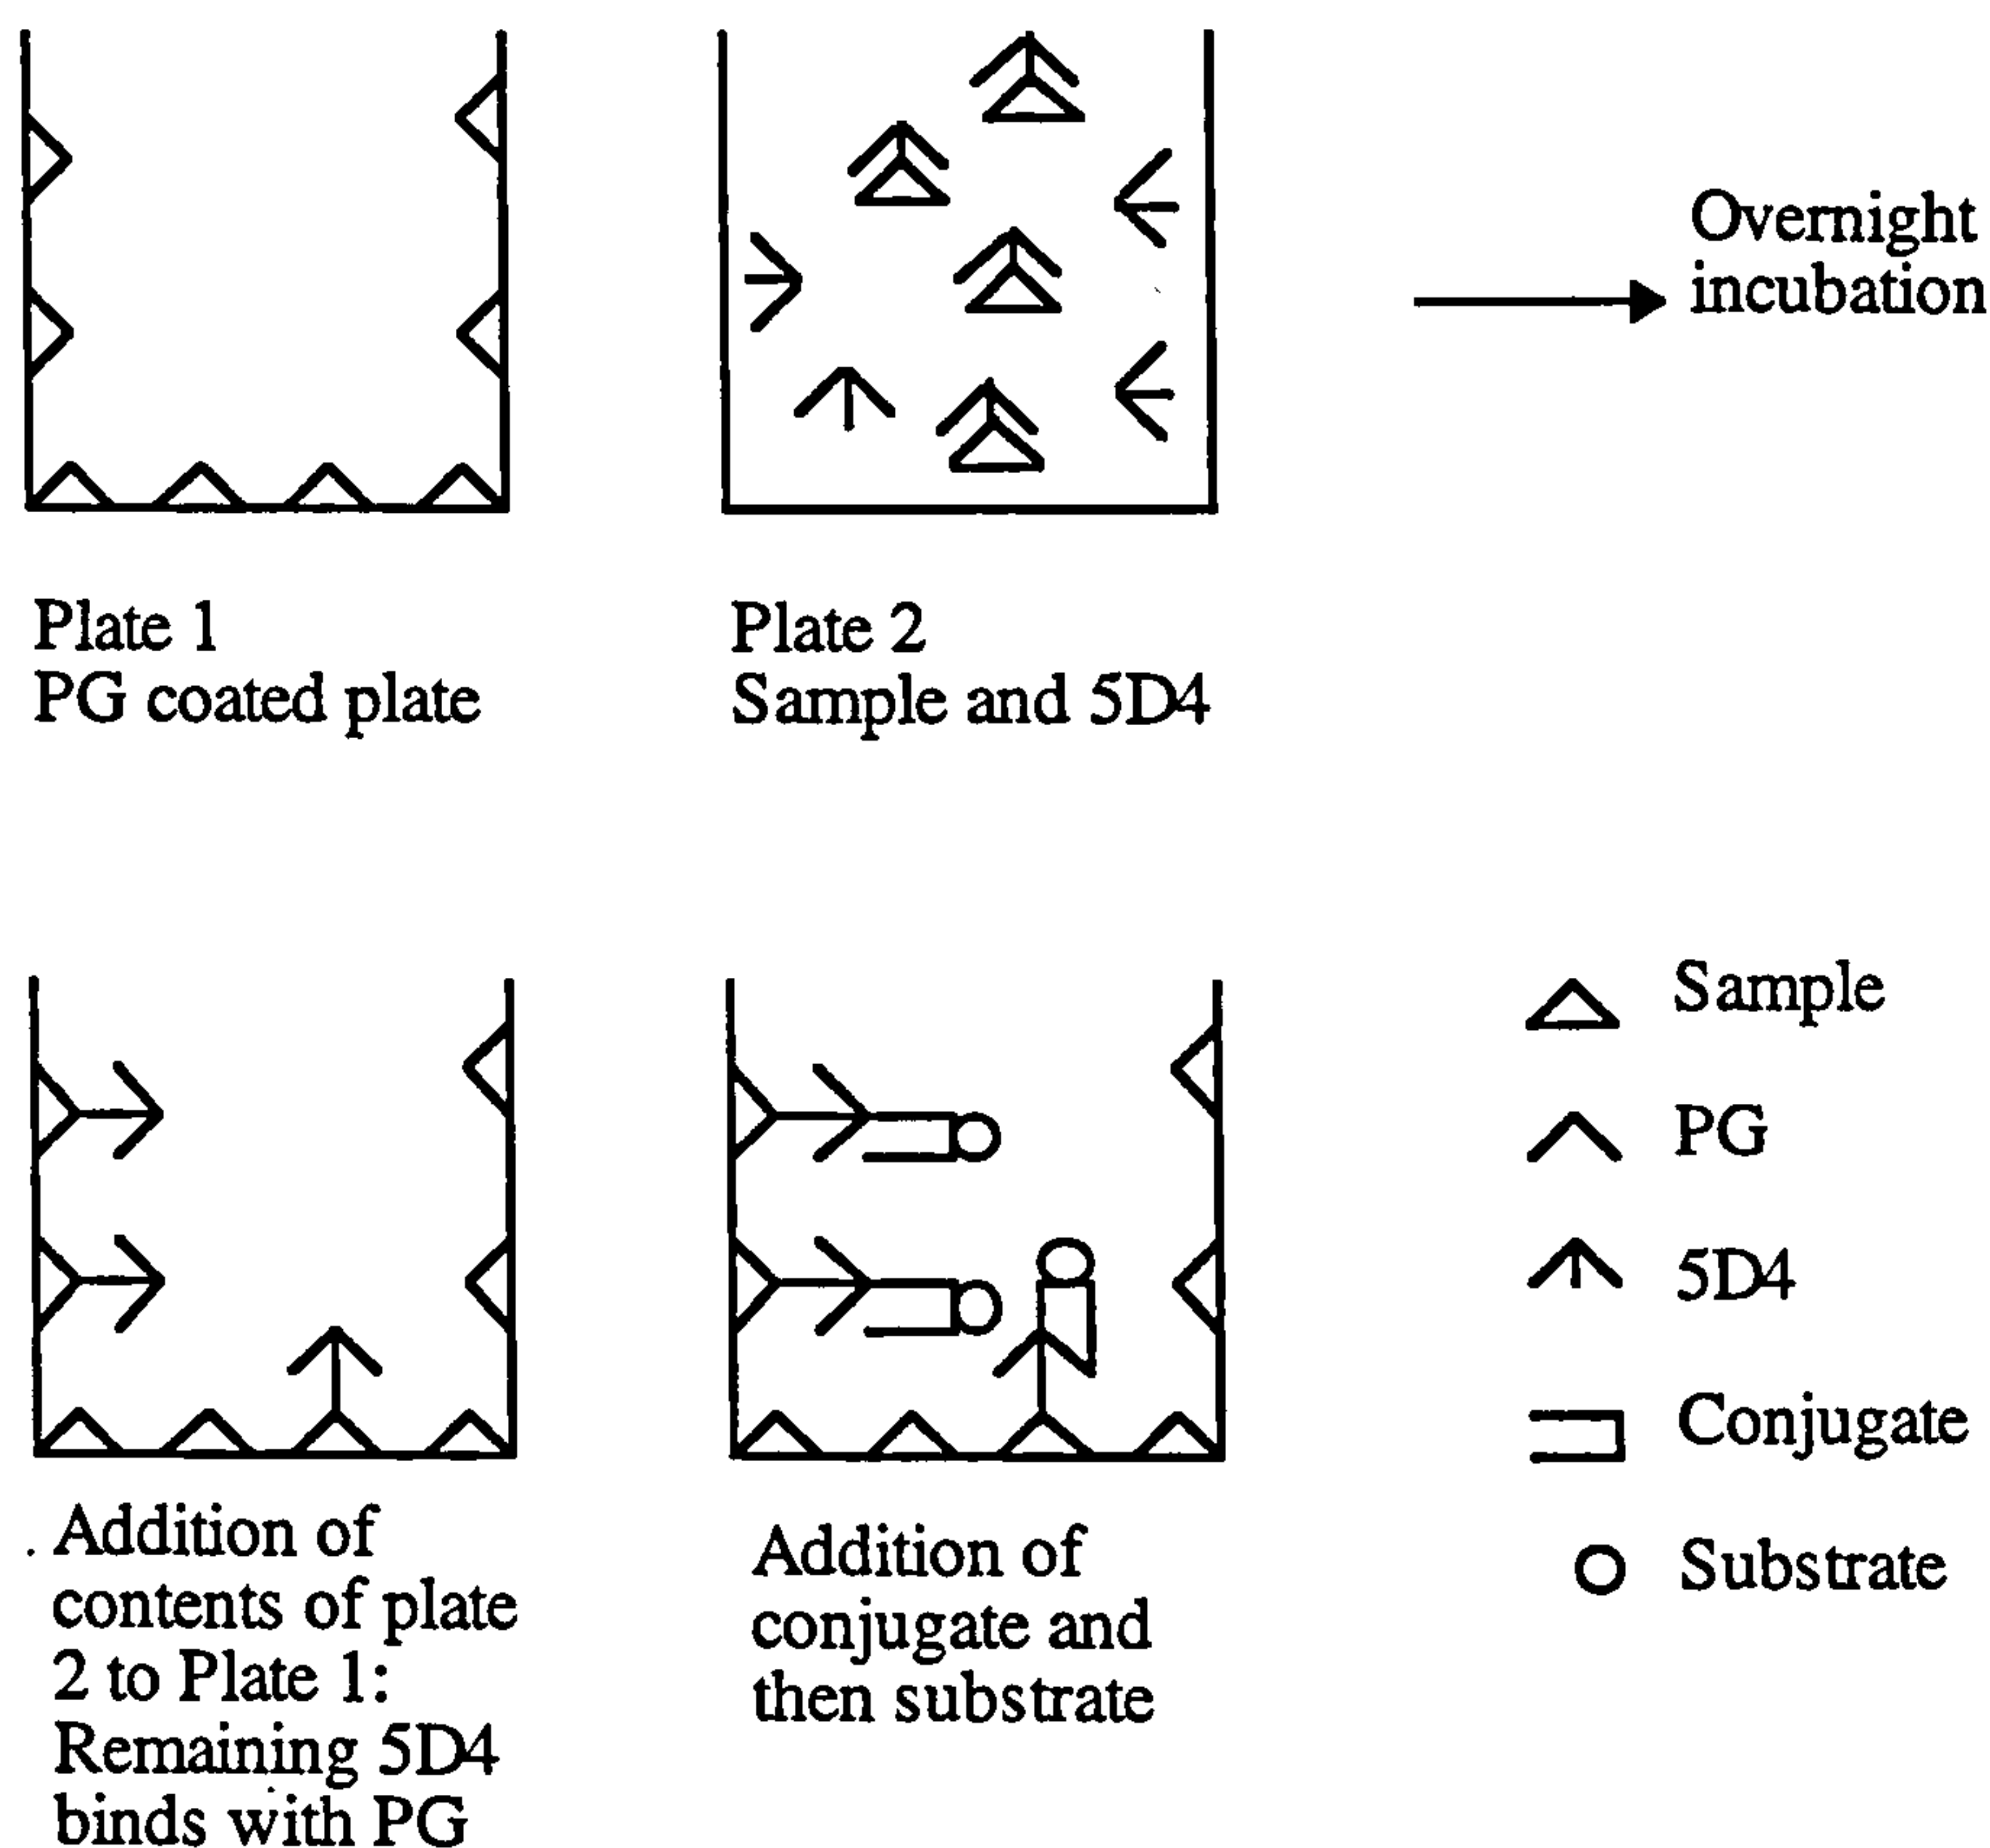 Overnight
incubation
Plate 1
PG coated plate
Plate 2
Sample and 5D4
Sample
PG
5D4
Conjugate
Substrate
Addition of
contents of plate
2 to Plate 1:
Remaining 5D4
binds with PG
Addition of
conjugate and
then substrate